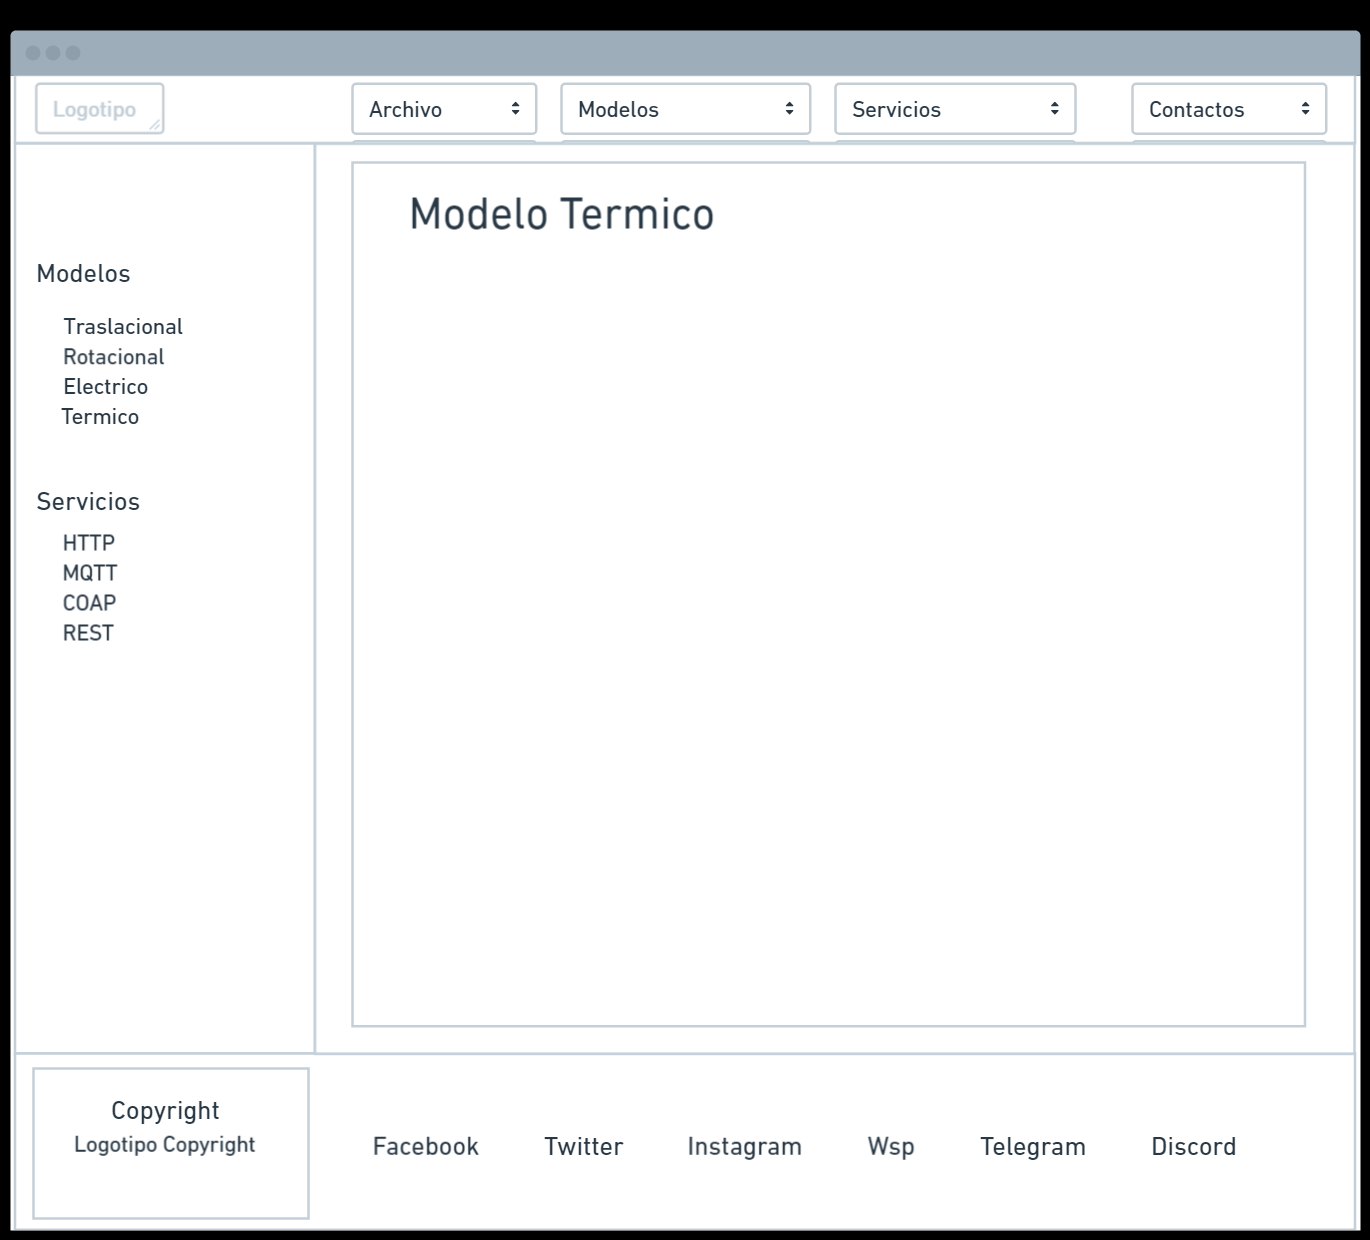 Logotipo
Archivo
Modelos
Servicios
Contactos
Modelo Termico
Modelos
Traslacional
Rotacional
Electrico
Termico
Servicios
HTTP
MQTT
COAP
REST
Copyright
Logotipo Copyright
Facebook
Twitter
Instagram
Wsp
Telegram
Discord